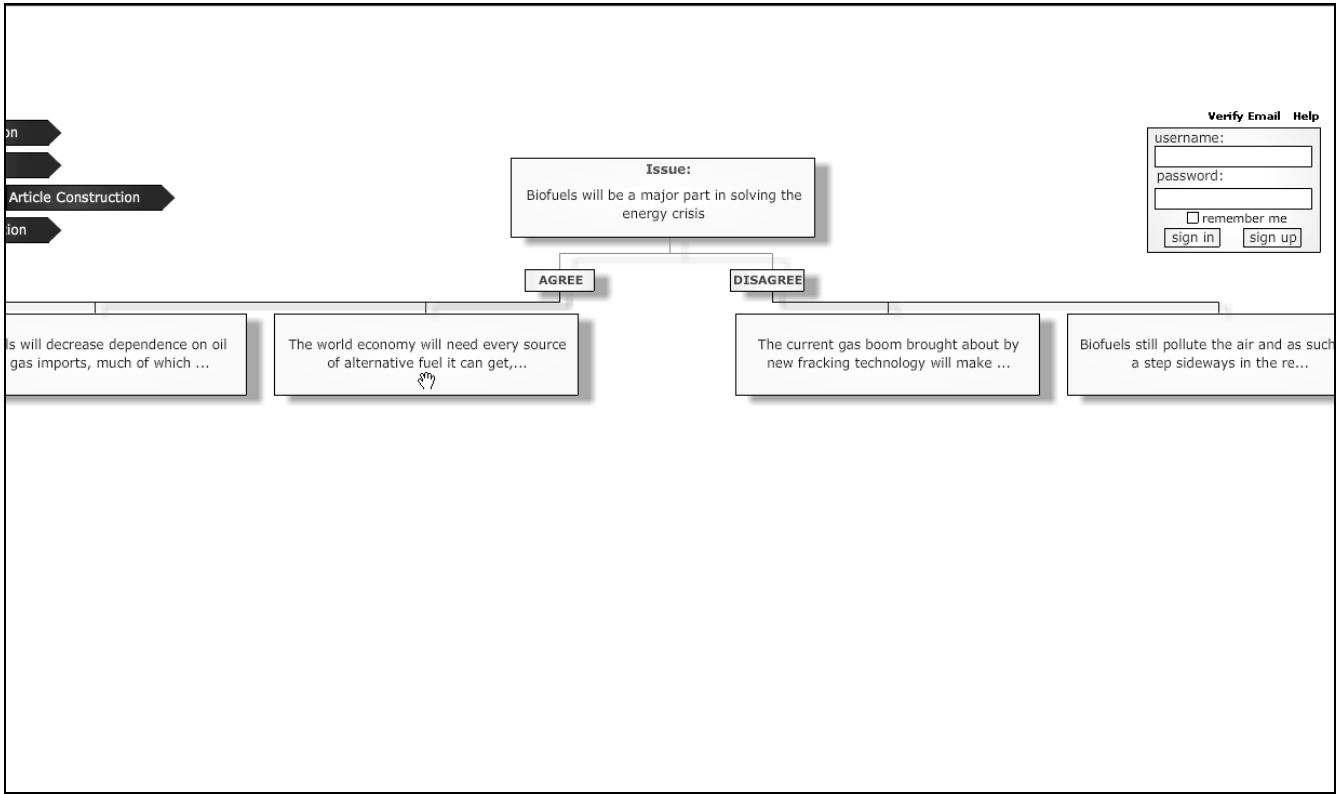 Verify Email Help
username:
password:
remember me
sign in sign up
on
Article Construction
ion
Issue:
Biofuels will be a major part in solving the
energy crisis
AGREE
DISAGREE
ls will decrease dependence on oil
gas imports, much of which ...
The world economy will need every source
of alternative fuel it can get,...
The current gas boom brought about by
new fracking technology will make ...
Biofuels still pollute the air and as such
a step sideways in the re...